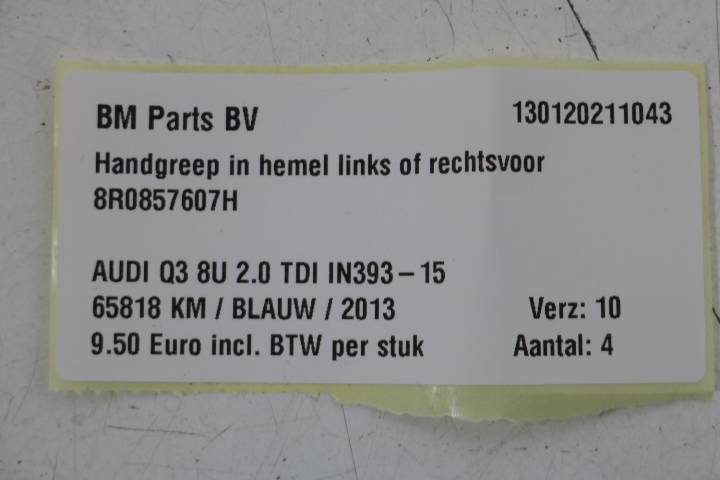 BM Parts BV 130120211043
Handgreep in hemel links of rechtsvoor
8R0857607H
AUDI Q3 8U 2.0 TDI IN393-15
65818 KM / BLAUW / 2013 Verz: 10
9.50 Euro incl. BTW per stuk Aantal: 4